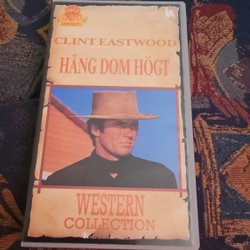 CLINT EASTWOOD
HÄNG DOM HÖGT
WESTERN
COLLECTION